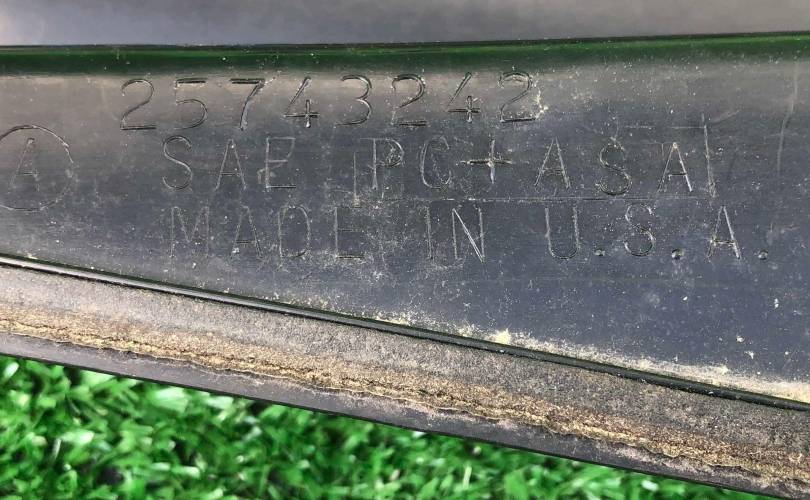 25743242
A SAE PC+ASA
MADE IN U.S.A.